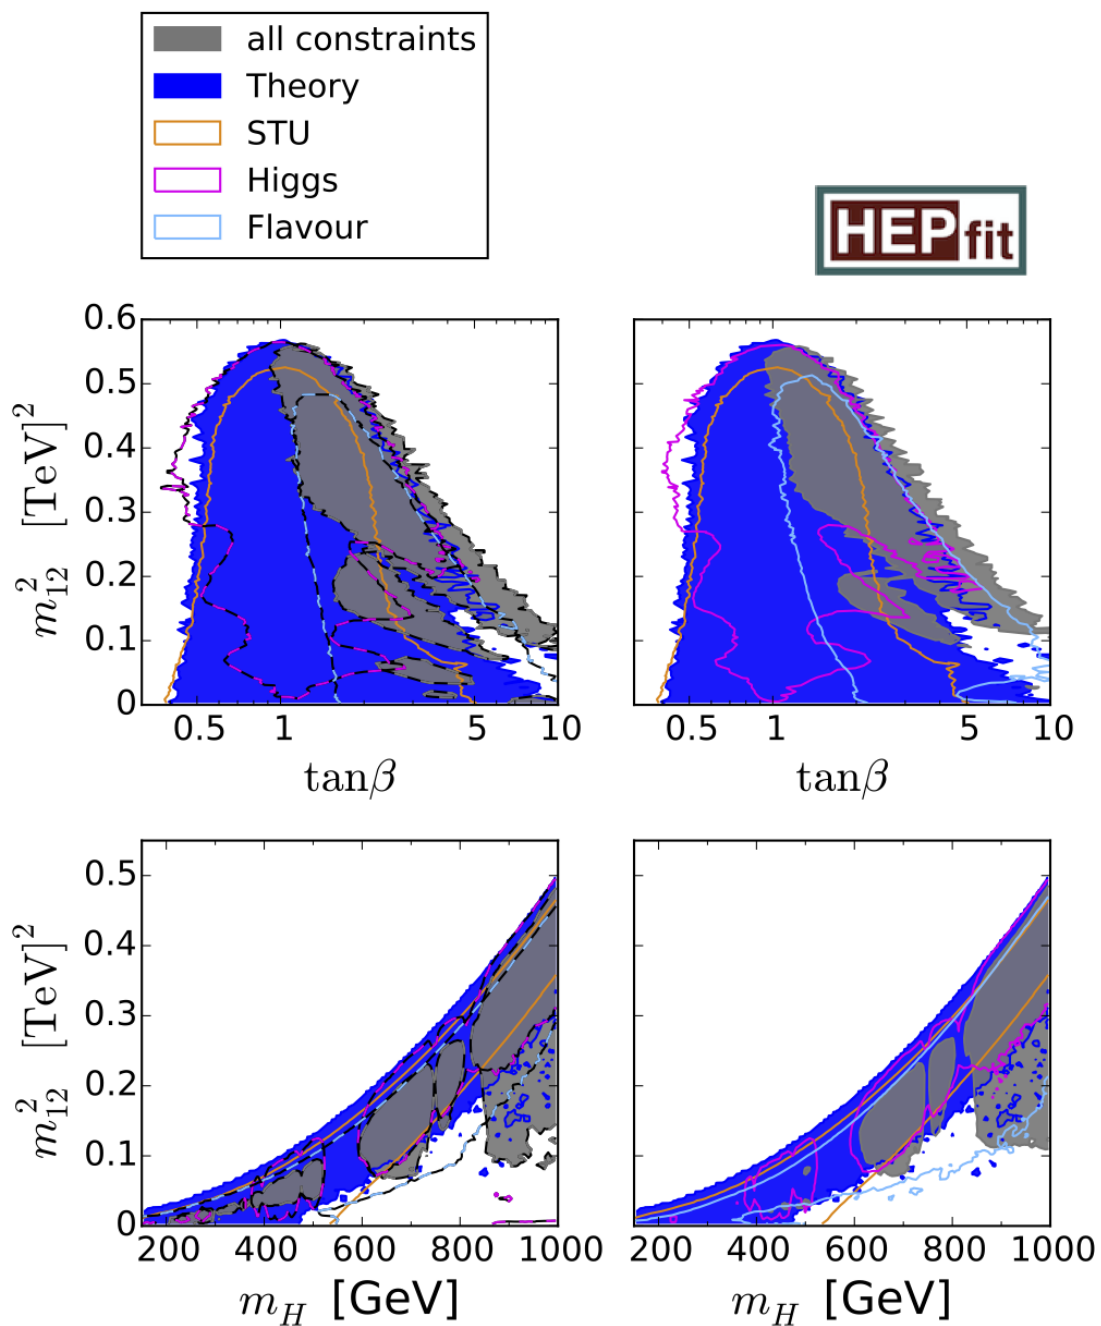 all constraints
Theory
STU
Higgs
Flavour
HEPfit
0.6
0.5
0.4
0.3
0.2
0.1
0
m₁₂² [TeV]²
0.5 1 5 10
tanβ
0.5 1 5 10
tanβ
0.5
0.4
0.3
0.2
0.1
0
m₁₂² [TeV]²
200 400 600 800 1000
m_H [GeV]
200 400 600 800 1000
m_H [GeV]